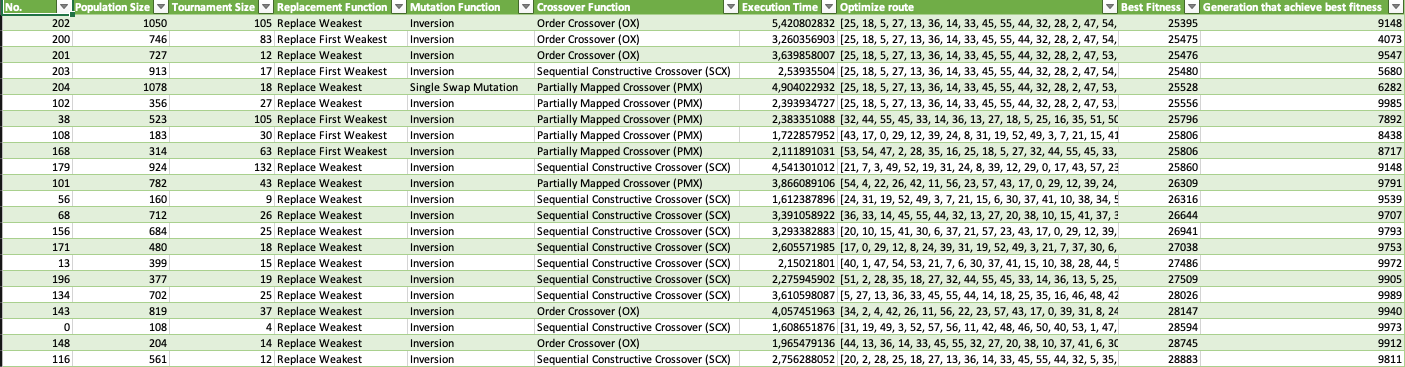 No. Population Size Tournament Size Replacement Function Mutation Function Crossover Function Execution Time Optimize route Best Fitness Generation that achieve best fitness
202 1050 105 Replace Weakest Inversion Order Crossover (OX) 5,420802832 [25, 18, 5, 27, 13, 36, 14, 33, 45, 55, 44, 32, 28, 2, 47, 54, 25395 9148
200 746 83 Replace First Weakest Inversion Order Crossover (OX) 3,260356903 [25, 18, 5, 27, 13, 36, 14, 33, 45, 55, 44, 32, 28, 2, 47, 54, 25475 4073
201 727 12 Replace Weakest Inversion Order Crossover (OX) 3,639858007 [25, 18, 5, 27, 13, 36, 14, 33, 45, 55, 44, 32, 28, 2, 47, 53, 25476 9547
203 913 17 Replace First Weakest Inversion Sequential Constructive Crossover (SCX) 2,53935504 [25, 18, 5, 27, 13, 36, 14, 33, 45, 55, 44, 32, 28, 2, 47, 54, 25480 5680
204 1078 18 Replace Weakest Single Swap Mutation Partially Mapped Crossover (PMX) 4,904022932 [25, 18, 5, 27, 13, 36, 14, 33, 45, 55, 44, 32, 28, 2, 47, 53, 25528 6282
102 356 27 Replace Weakest Inversion Partially Mapped Crossover (PMX) 2,393934727 [25, 18, 5, 27, 13, 36, 14, 33, 45, 55, 44, 32, 28, 2, 47, 53, 25556 9985
38 523 105 Replace First Weakest Inversion Partially Mapped Crossover (PMX) 2,383351088 [32, 44, 55, 45, 33, 14, 36, 13, 27, 18, 5, 25, 16, 35, 51, 50 25796 7892
108 183 30 Replace First Weakest Inversion Partially Mapped Crossover (PMX) 1,722857952 [43, 17, 0, 29, 12, 39, 24, 8, 31, 19, 52, 49, 3, 7, 21, 15, 41 25806 8438
168 314 63 Replace First Weakest Inversion Partially Mapped Crossover (PMX) 2,111891031 [53, 54, 47, 2, 28, 35, 16, 25, 18, 5, 27, 32, 44, 55, 45, 33, 25806 8717
179 924 132 Replace Weakest Inversion Sequential Constructive Crossover (SCX) 4,541301012 [21, 7, 3, 49, 52, 19, 31, 24, 8, 39, 12, 29, 0, 17, 43, 57, 23 25860 9148
101 782 43 Replace Weakest Inversion Partially Mapped Crossover (PMX) 3,866089106 [54, 4, 22, 26, 42, 11, 56, 23, 57, 43, 17, 0, 29, 12, 39, 24, 26309 9791
56 160 9 Replace Weakest Inversion Sequential Constructive Crossover (SCX) 1,612387896 [24, 31, 19, 52, 49, 3, 7, 21, 15, 6, 30, 37, 41, 10, 38, 34, 5 26316 9539
68 712 26 Replace Weakest Inversion Sequential Constructive Crossover (SCX) 3,391058922 [36, 33, 14, 45, 55, 44, 32, 13, 27, 20, 38, 10, 15, 41, 37, 3 26644 9707
156 684 25 Replace Weakest Inversion Sequential Constructive Crossover (SCX) 3,293382883 [20, 10, 15, 41, 30, 6, 37, 21, 57, 23, 43, 17, 0, 29, 12, 39, 26941 9793
171 480 18 Replace Weakest Inversion Sequential Constructive Crossover (SCX) 2,605571985 [17, 0, 29, 12, 8, 24, 39, 31, 19, 52, 49, 3, 21, 7, 37, 30, 6, 27038 9753
13 399 15 Replace Weakest Inversion Sequential Constructive Crossover (SCX) 2,15021801 [40, 1, 47, 54, 53, 21, 7, 6, 30, 37, 41, 15, 10, 38, 28, 44, 5 27486 9972
196 377 19 Replace Weakest Inversion Sequential Constructive Crossover (SCX) 2,275945902 [51, 2, 28, 35, 18, 27, 32, 44, 55, 45, 33, 14, 36, 13, 5, 25, 27509 9905
134 702 25 Replace Weakest Inversion Sequential Constructive Crossover (SCX) 3,610598087 [5, 27, 13, 36, 33, 45, 55, 44, 14, 18, 25, 35, 16, 46, 48, 42 28026 9989
143 819 37 Replace Weakest Inversion Order Crossover (OX) 4,057451963 [34, 2, 4, 42, 26, 11, 56, 22, 23, 57, 43, 17, 0, 39, 31, 8, 24 28147 9940
0 108 4 Replace Weakest Inversion Sequential Constructive Crossover (SCX) 1,608651876 [31, 19, 49, 3, 52, 57, 56, 11, 42, 48, 46, 50, 40, 53, 1, 47, 28594 9973
148 204 14 Replace Weakest Inversion Order Crossover (OX) 1,965479136 [44, 13, 36, 14, 33, 45, 55, 32, 27, 20, 38, 10, 37, 41, 6, 30 28745 9912
116 561 12 Replace Weakest Inversion Sequential Constructive Crossover (SCX) 2,756288052 [20, 2, 28, 25, 18, 27, 13, 36, 14, 33, 45, 55, 44, 32, 5, 35, 28883 9811